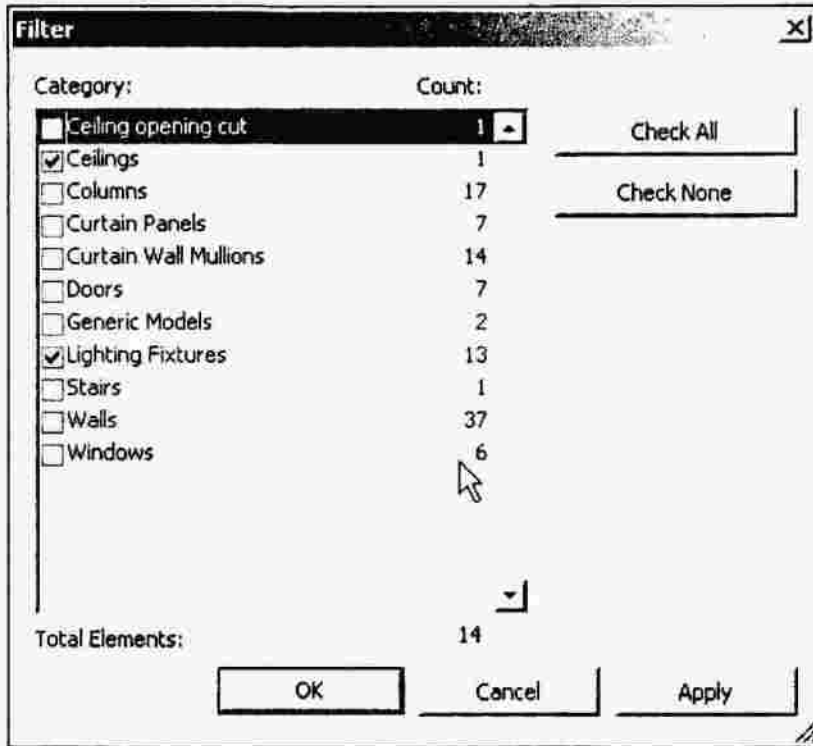 Filter
Category: Count:
Ceiling opening cut 1
Ceilings 1 Check All
Columns 17 Check None
Curtain Panels 7
Curtain Wall Mullions 14
Doors 7
Generic Models 2
Lighting Fixtures 13
Stairs 1
Walls 37
Windows 6
Total Elements: 14
OK Cancel Apply